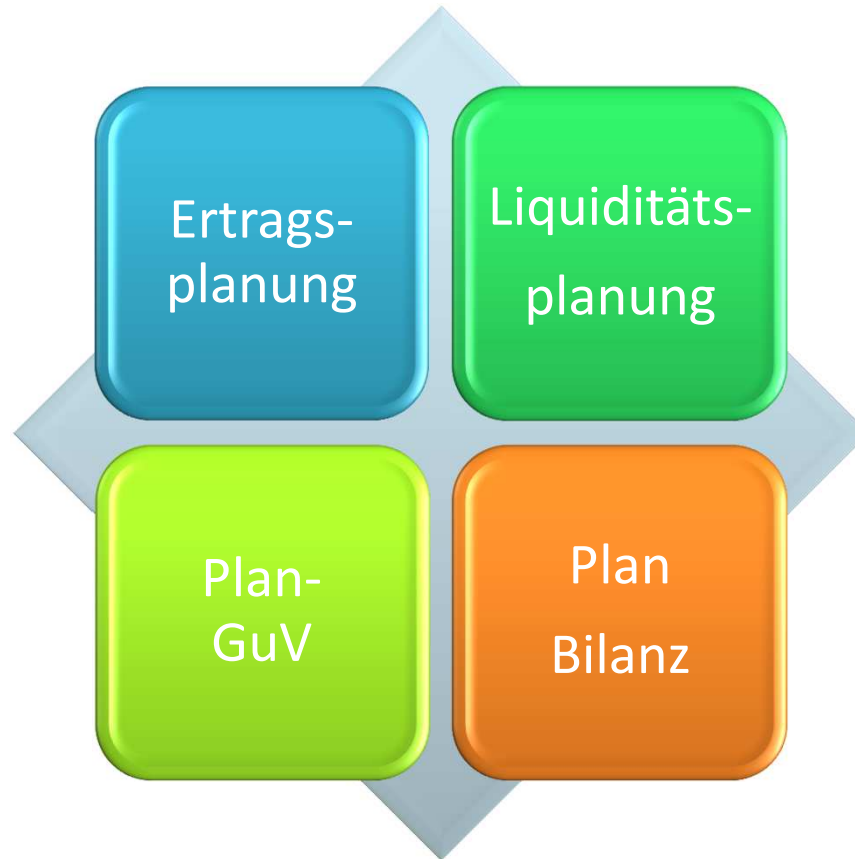 Ertrags-
planung
Liquiditäts-
planung
Plan-
GuV
Plan
Bilanz